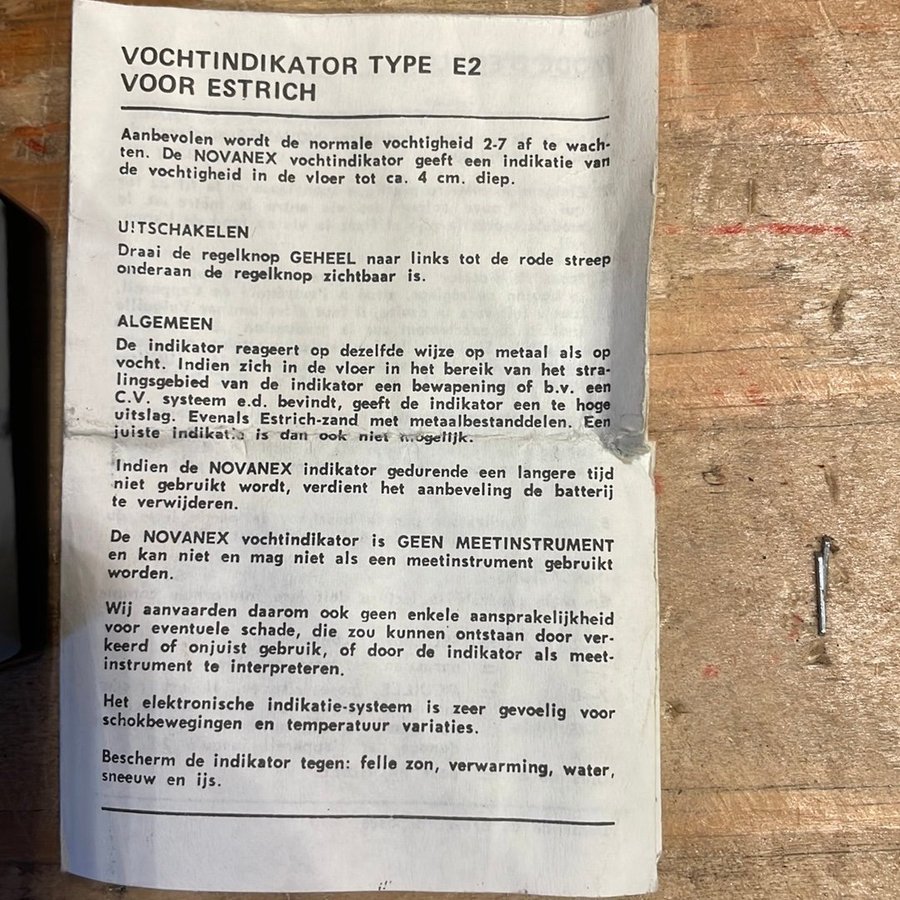 VOCHTINDIKATOR TYPE E2
VOOR ESTRICH
Aanbevolen wordt de normale vochtigheid 2-7 af te wach-
ten. De NOVANEX vochtindikator geeft een indikatie van
de vochtigheid in de vloer tot ca. 4 cm. diep.
UITSCHAKELEN
Draai de regelknop GEHEEL naar links tot de rode streep
onderaan de regelknop zichtbaar is.
ALGEMEEN
De indikator reageert op dezelfde wijze op metaal als op
vocht. Indien zich in de vloer in het bereik van het stra-
lingsgebied van de indikator een bewapening of b.v. een
C.V. systeem e.d. bevindt, geeft de indikator een te hoge
uitslag. Evenals Estrich-zand met metaalbestanddelen. Een
juiste indikatie is dan ook niet mogelijk.
Indien de NOVANEX indikator gedurende een langere tijd
niet gebruikt wordt, verdient het aanbeveling de batterij
te verwijderen.
De NOVANEX vochtindikator is GEEN MEETINSTRUMENT
en kan niet en mag niet als een meetinstrument gebruikt
worden.
Wij aanvaarden daarom ook geen enkele aansprakelijkheid
voor eventuele schade, die zou kunnen ontstaan door ver-
keerd of onjuist gebruik, of door de indikator als meet-
instrument te interpreteren.
Het elektronische indikatie-systeem is zeer gevoelig voor
schokbewegingen en temperatuur variaties.
Bescherm de indikator tegen: felle zon, verwarming, water,
sneeuw en ijs.